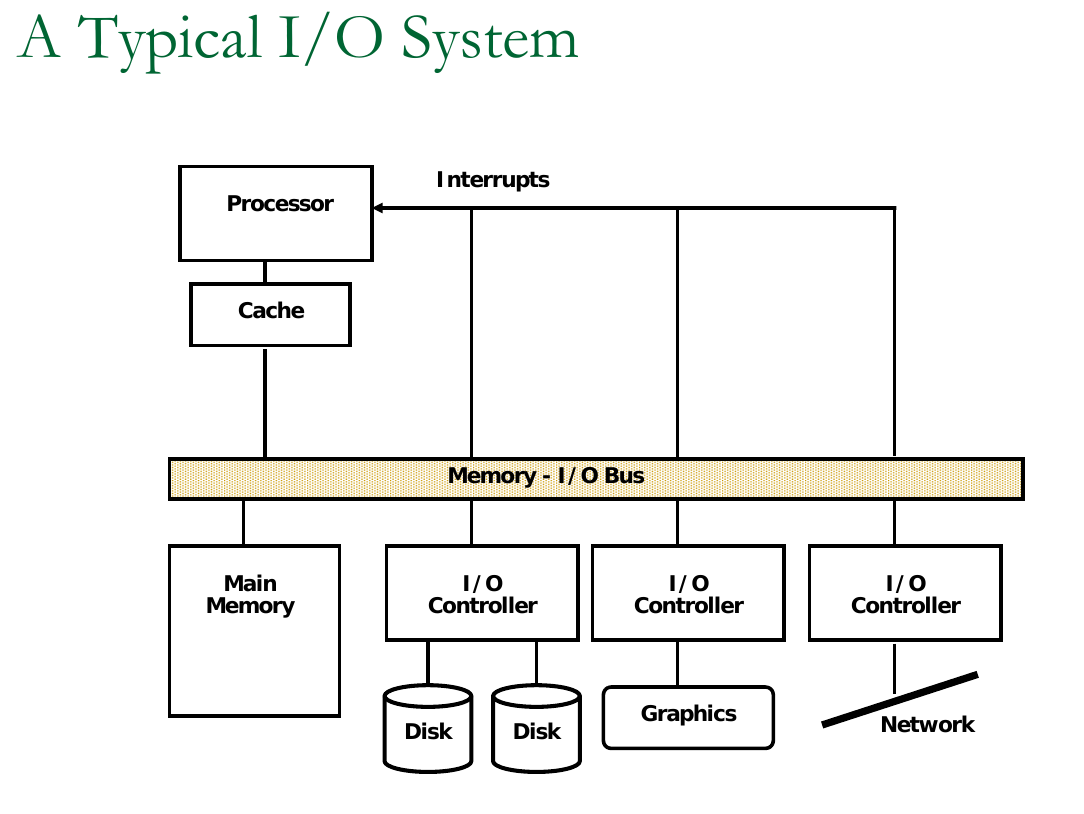 A Typical I/O System
Interrupts
Processor
Cache
Memory - I/O Bus
Main
Memory
I/O
Controller
I/O
Controller
I/O
Controller
Disk
Disk
Graphics
Network